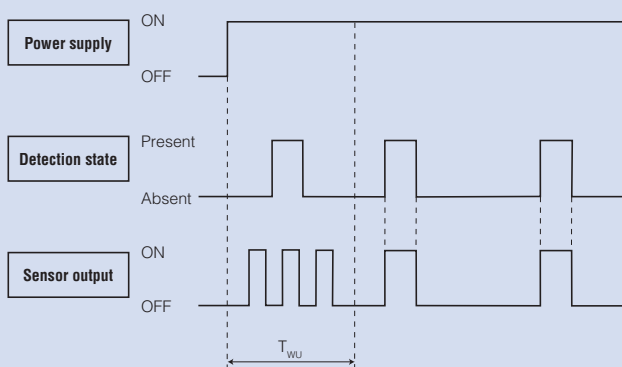 ON
Power supply
OFF
Present
Detection state
Absent
ON
Sensor output
OFF
TWU